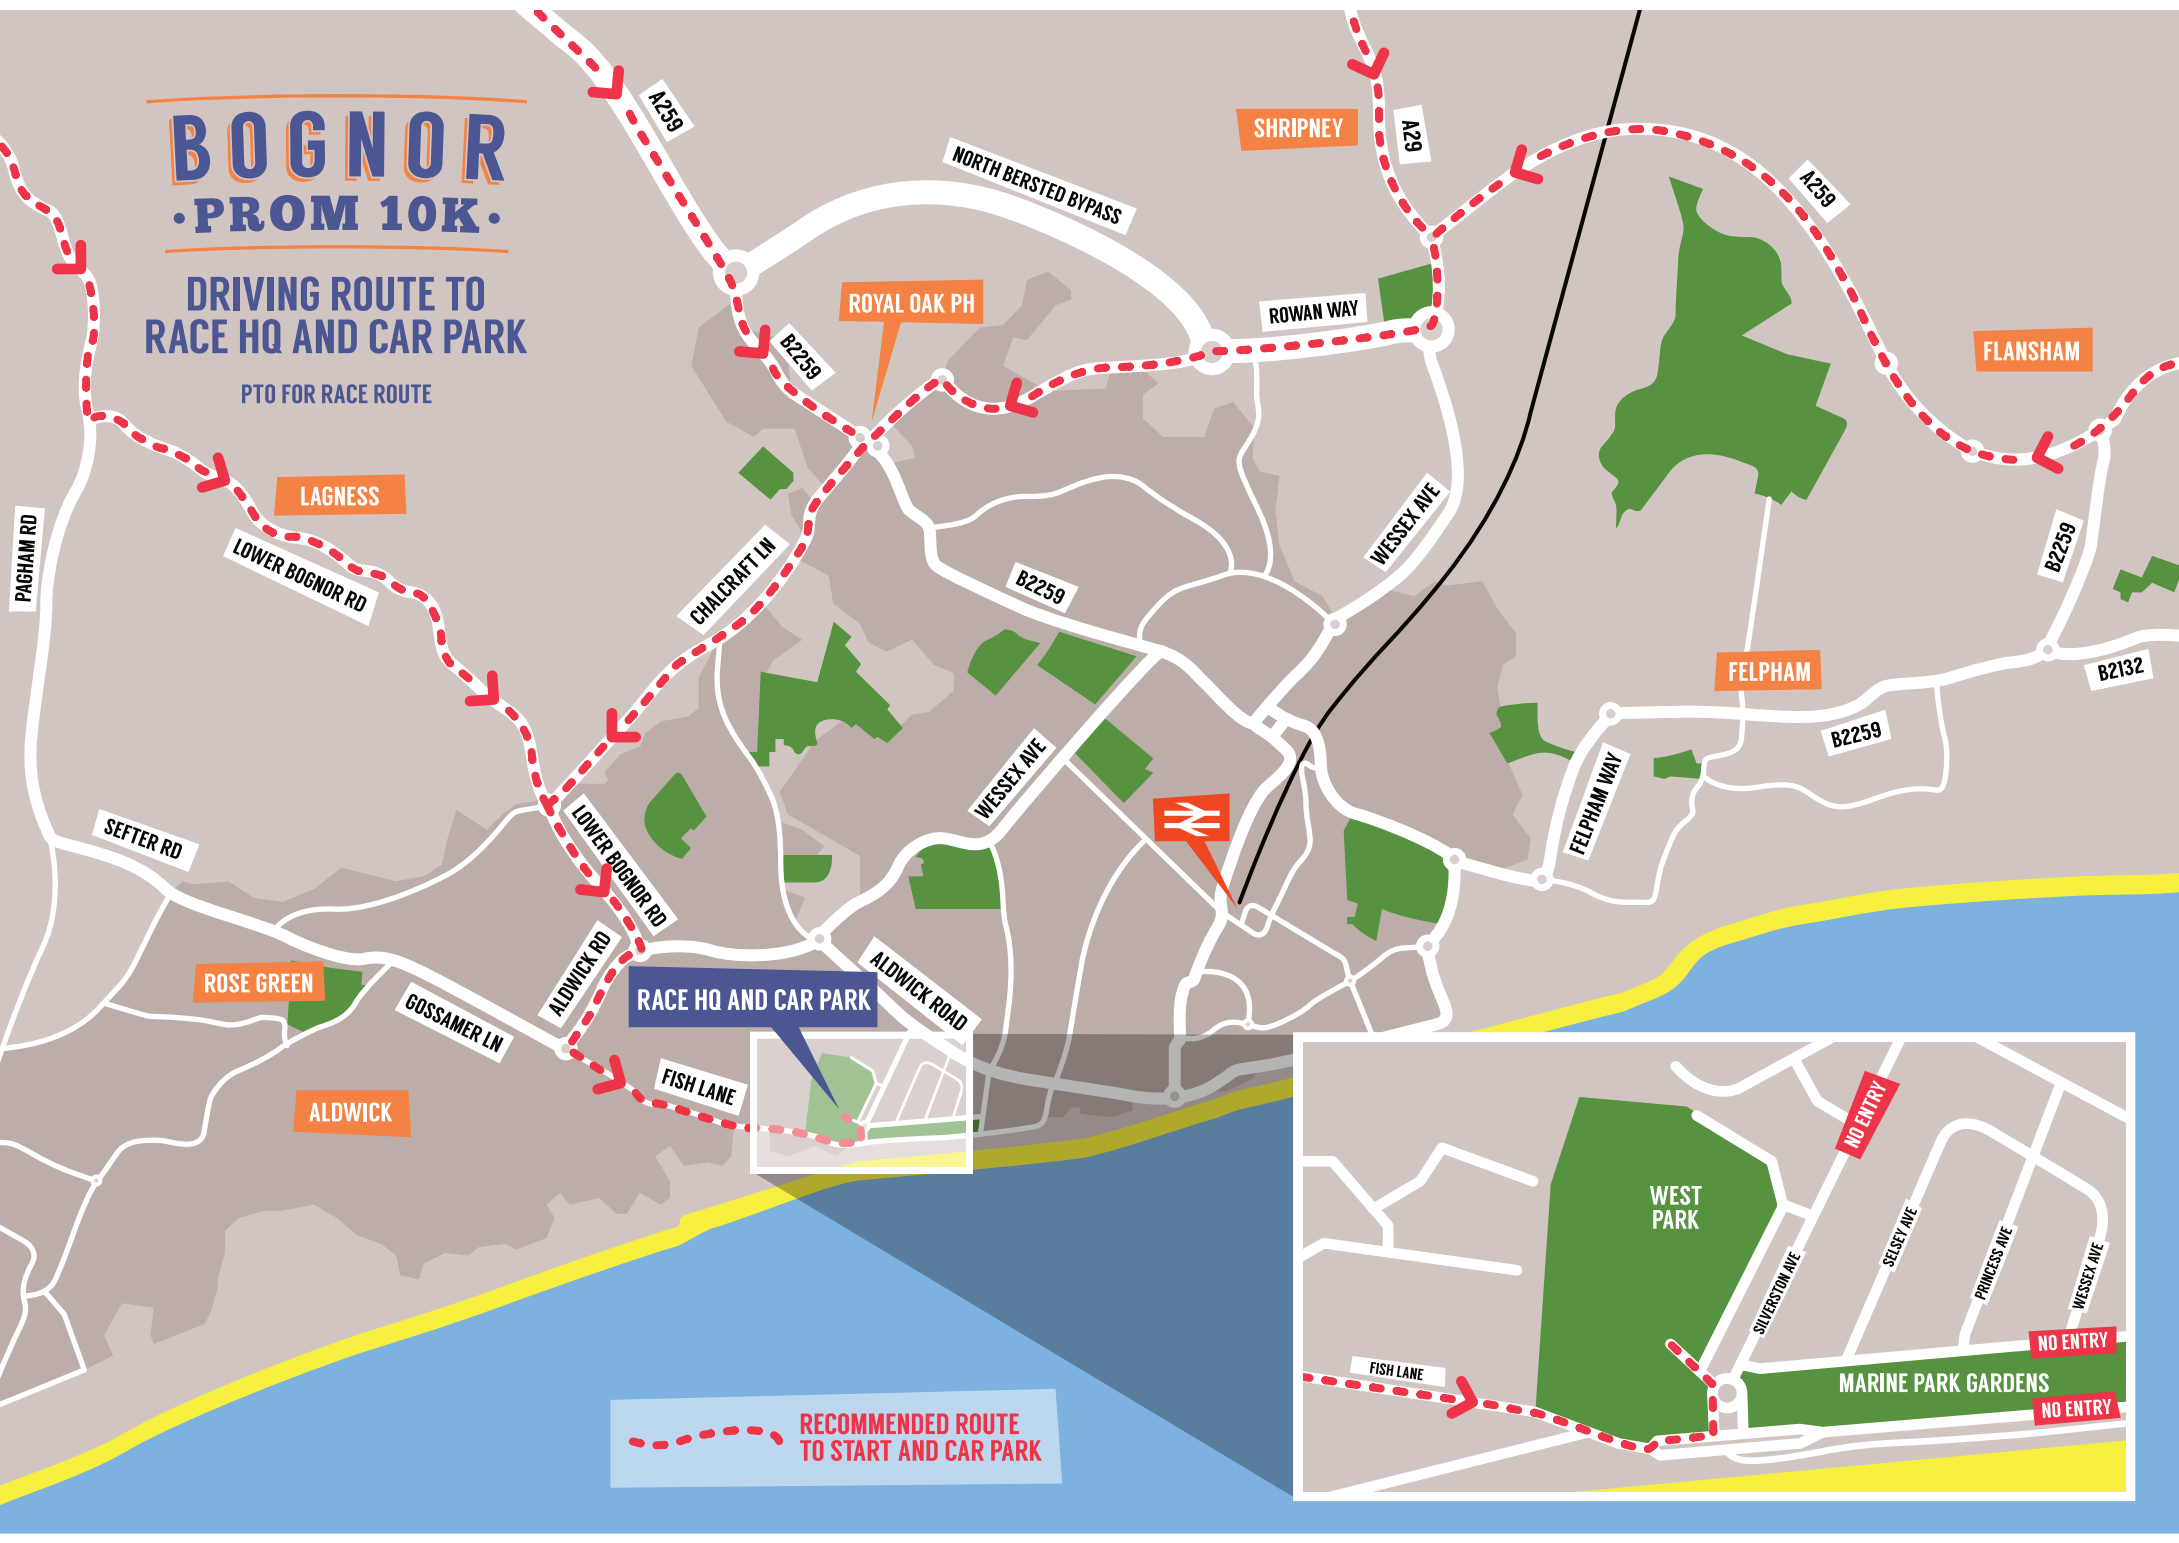 BOGNOR
·PROM 10K·
DRIVING ROUTE TO
RACE HQ AND CAR PARK
PTO FOR RACE ROUTE
A259
NORTH BERSTED BYPASS
SHRIPNEY
A29
A259
ROYAL OAK PH
ROWAN WAY
B2259
FLANSHAM
LAGNESS
PAGHAM RD
LOWER BOGNOR RD
CHALCRAFT LN
B2259
WESSEX AVE
B2259
FELPHAM
B2132
B2259
WESSEX AVE
FELPHAM WAY
SEFTER RD
LOWER BOGNOR RD
ALDWICK RD
ROSE GREEN
GOSSAMER LN
RACE HQ AND CAR PARK
ALDWICK ROAD
FISH LANE
ALDWICK
NO ENTRY
WEST
PARK
SILVERSTON AVE
SELSEY AVE
PRINCESS AVE
WESSEX AVE
NO ENTRY
FISH LANE
MARINE PARK GARDENS
NO ENTRY
RECOMMENDED ROUTE
TO START AND CAR PARK